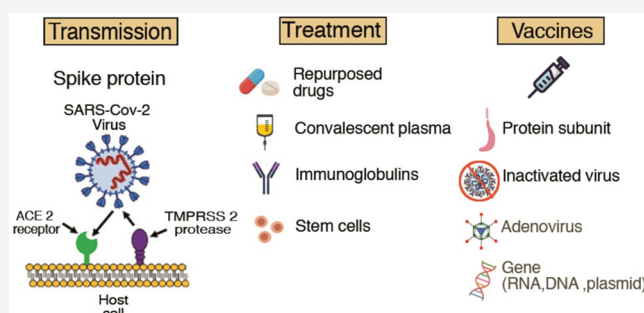 Transmission
Spike protein
SARS-Cov-2
Virus
ACE 2
receptor
TMPRSS 2
protease
Host
cell
Treatment
Repurposed
drugs
Convalescent plasma
Immunoglobulins
Stem cells
Vaccines
Protein subunit
Inactivated virus
Adenovirus
Gene
(RNA,DNA ,plasmid)